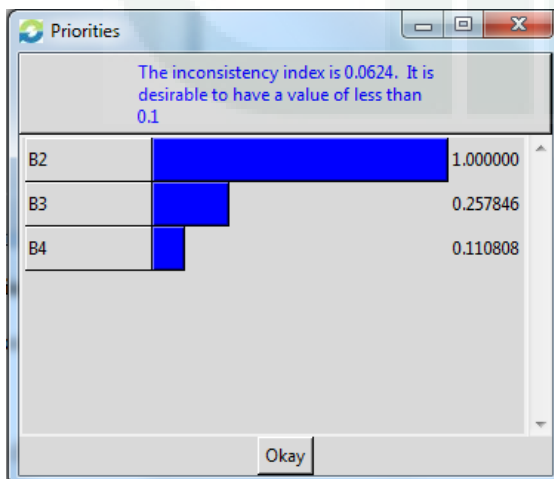 Priorities
The inconsistency index is 0.0624. It is
desirable to have a value of less than
0.1
B2 1.000000
B3 0.257846
B4 0.110808
Okay